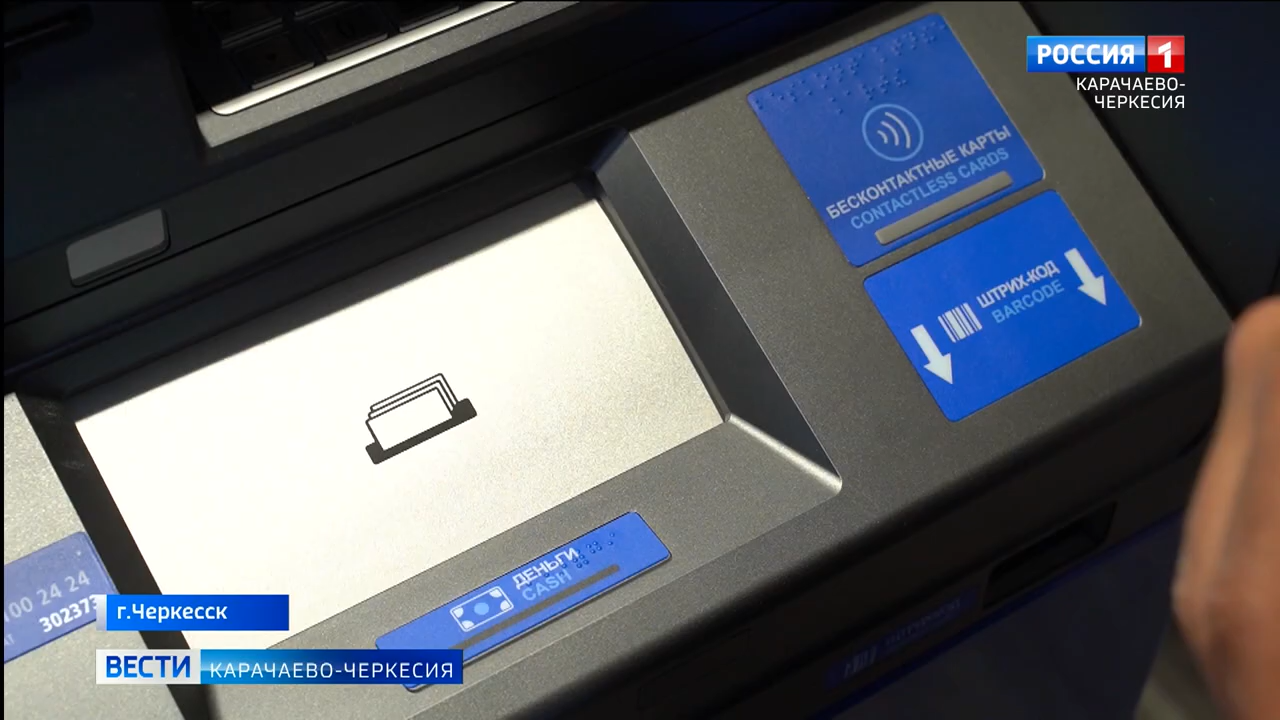 РОССИЯ 1
КАРАЧАЕВО-
ЧЕРКЕСИЯ
БЕСКОНТАКТНЫЕ КАРТЫ
CONTACTLESS CARDS
ШТРИХ-КОД
BARCODE
ДЕНЬГИ
CASH
00 24 24
302373
г.Черкесск
ВЕСТИ КАРАЧАЕВО-ЧЕРКЕСИЯ